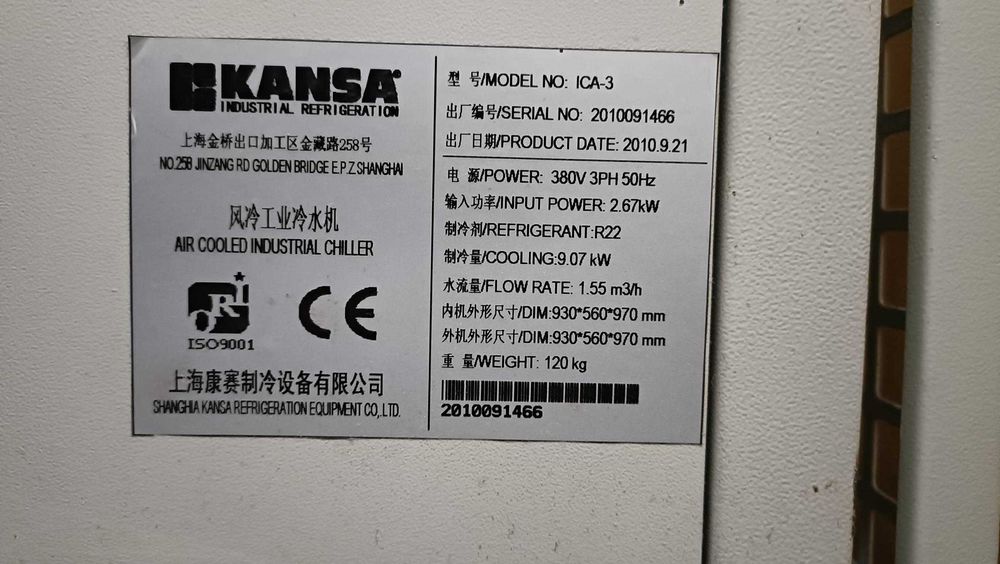 KANSA
INDUSTRIAL REFRIGERATION
上海金桥出口加工区金藏路258号
NO.258 JINZANG RD GOLDEN BRIDGE E.P.Z.SHANGHAI
风冷工业冷水机
AIR COOLED INDUSTRIAL CHILLER
ORI
ISO9001
CE
上海康赛制冷设备有限公司
SHANGHIA KANSA REFRIGERATION EQUIPMENT CO,.LTD.
型 号/MODEL NO: ICA-3
出厂编号/SERIAL NO: 2010091466
出厂日期/PRODUCT DATE: 2010.9.21
电 源/POWER: 380V 3PH 50Hz
输入功率/INPUT POWER: 2.67kW
制冷剂/REFRIGERANT:R22
制冷量/COOLING:9.07 kW
水流量/FLOW RATE: 1.55 m3/h
内机外形尺寸/DIM:930*560*970 mm
外机外形尺寸/DIM:930*560*970 mm
重 量/WEIGHT: 120 kg
2010091466